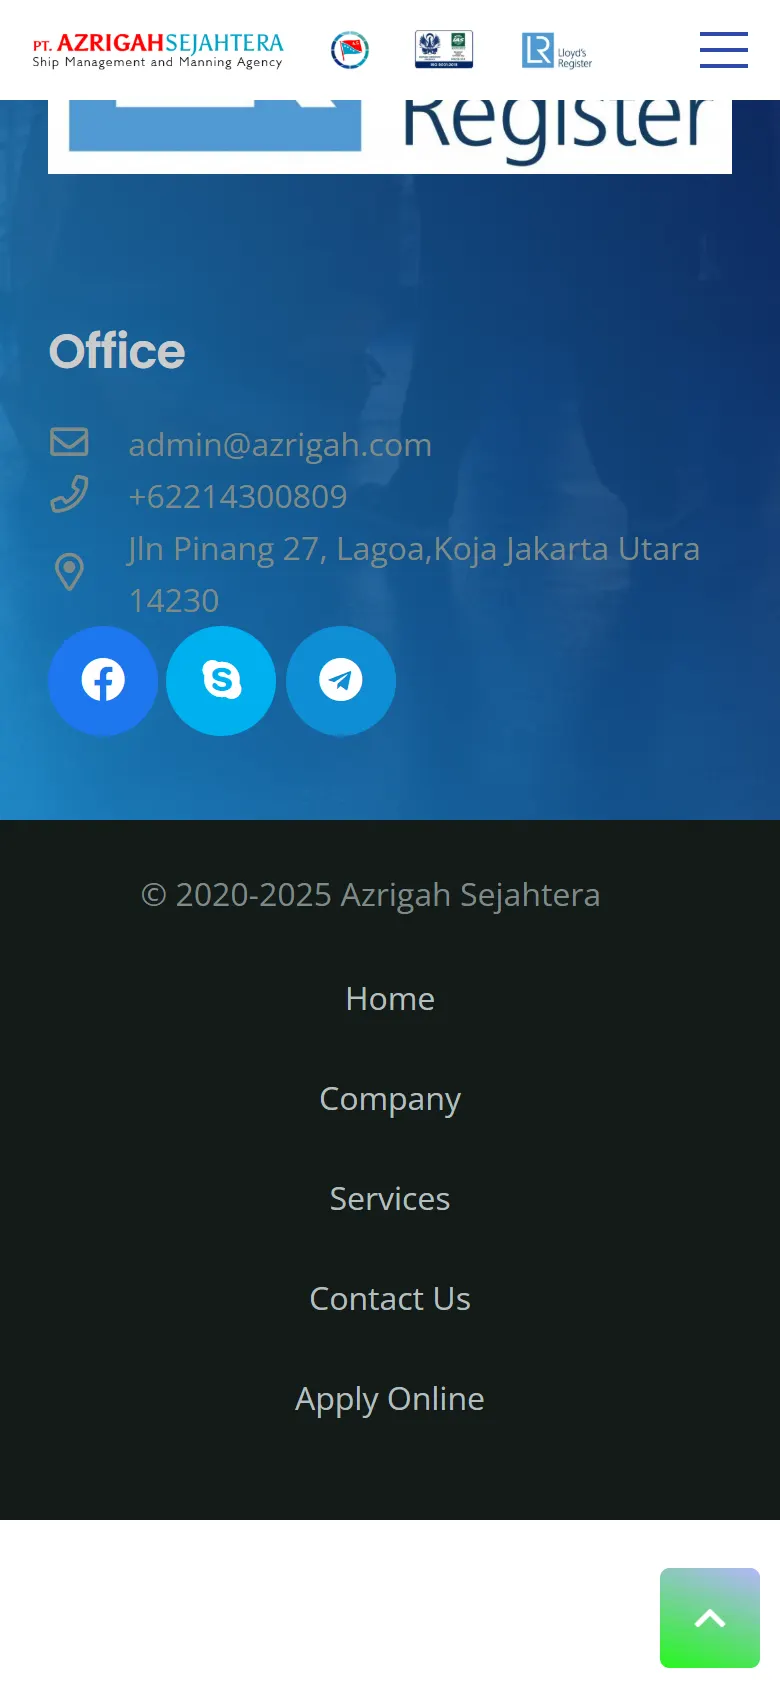 PT. AZRIGAHSEJAHTERA
Ship Management and Manning Agency
LR
Lloyd's
Register
Register
Office
admin@azrigah.com
+62214300809
Jln Pinang 27, Lagoa,Koja Jakarta Utara
14230
© 2020-2025 Azrigah Sejahtera
Home
Company
Services
Contact Us
Apply Online